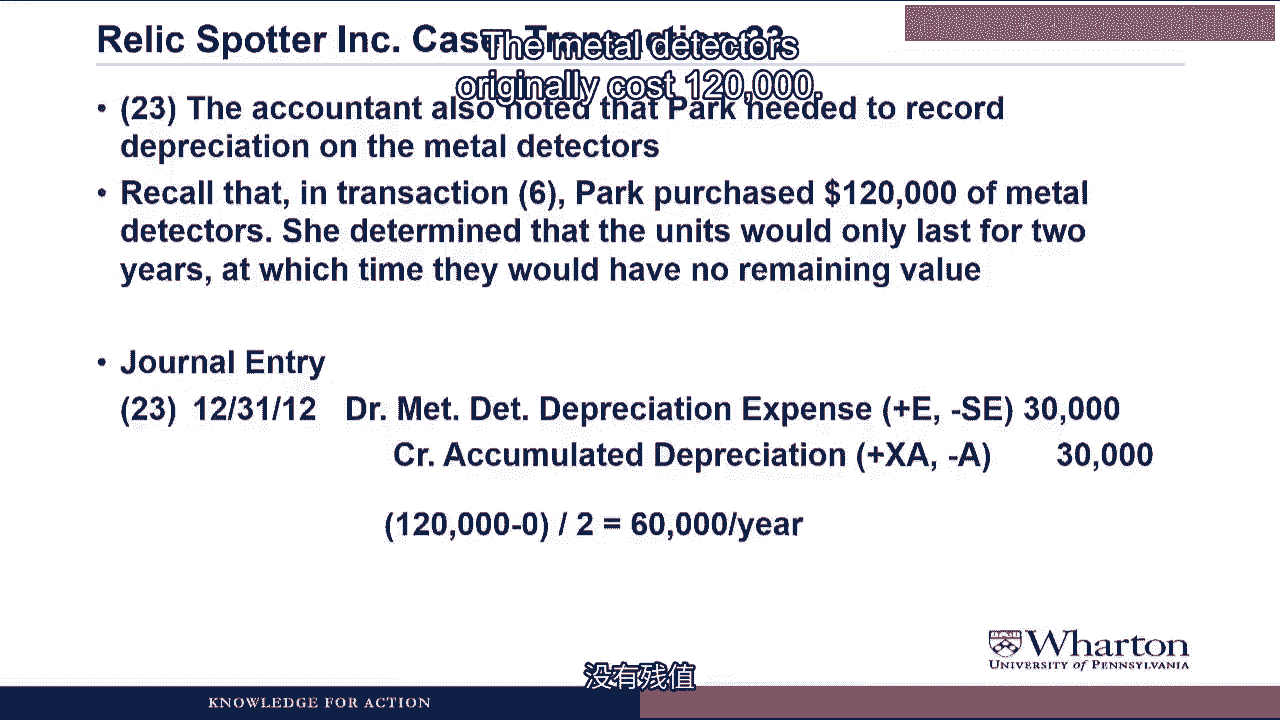 Relic Spotter Inc. Case: Transaction 23
The metal detectors
originally cost 120,000.
• (23) The accountant also noted that Park needed to record
depreciation on the metal detectors
• Recall that, in transaction (6), Park purchased $120,000 of metal
detectors. She determined that the units would only last for two
years, at which time they would have no remaining value
• Journal Entry
(23) 12/31/12 Dr. Met. Det. Depreciation Expense (+E, -SE) 30,000
Cr. Accumulated Depreciation (+XA, -A) 30,000
(120,000-0) / 2 = 60,000/year
Wharton
UNIVERSITY of PENNSYLVANIA
没有残值
KNOWLEDGE FOR ACTION